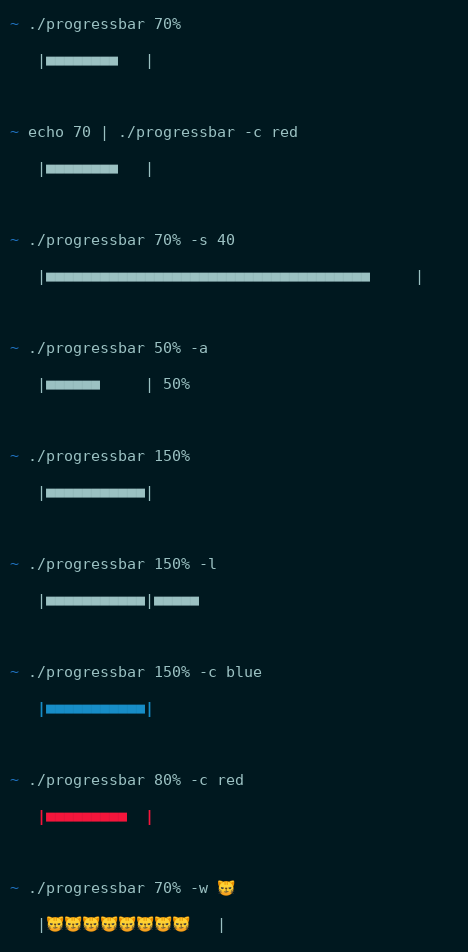 ~ ./progressbar 70%
|■■■■■■■■   |
~ echo 70 | ./progressbar -c red
|■■■■■■■■   |
~ ./progressbar 70% -s 40
|■■■■■■■■■■■■■■■■■■■■■■■■■■■■■■■■■■■■     |
~ ./progressbar 50% -a
|■■■■■■     | 50%
~ ./progressbar 150%
|■■■■■■■■■■■|
~ ./progressbar 150% -l
|■■■■■■■■■■■|■■■■■
~ ./progressbar 150% -c blue
|■■■■■■■■■■■|
~ ./progressbar 80% -c red
|■■■■■■■■■  |
~ ./progressbar 70% -w 😼
|😼😼😼😼😼😼😼😼   |